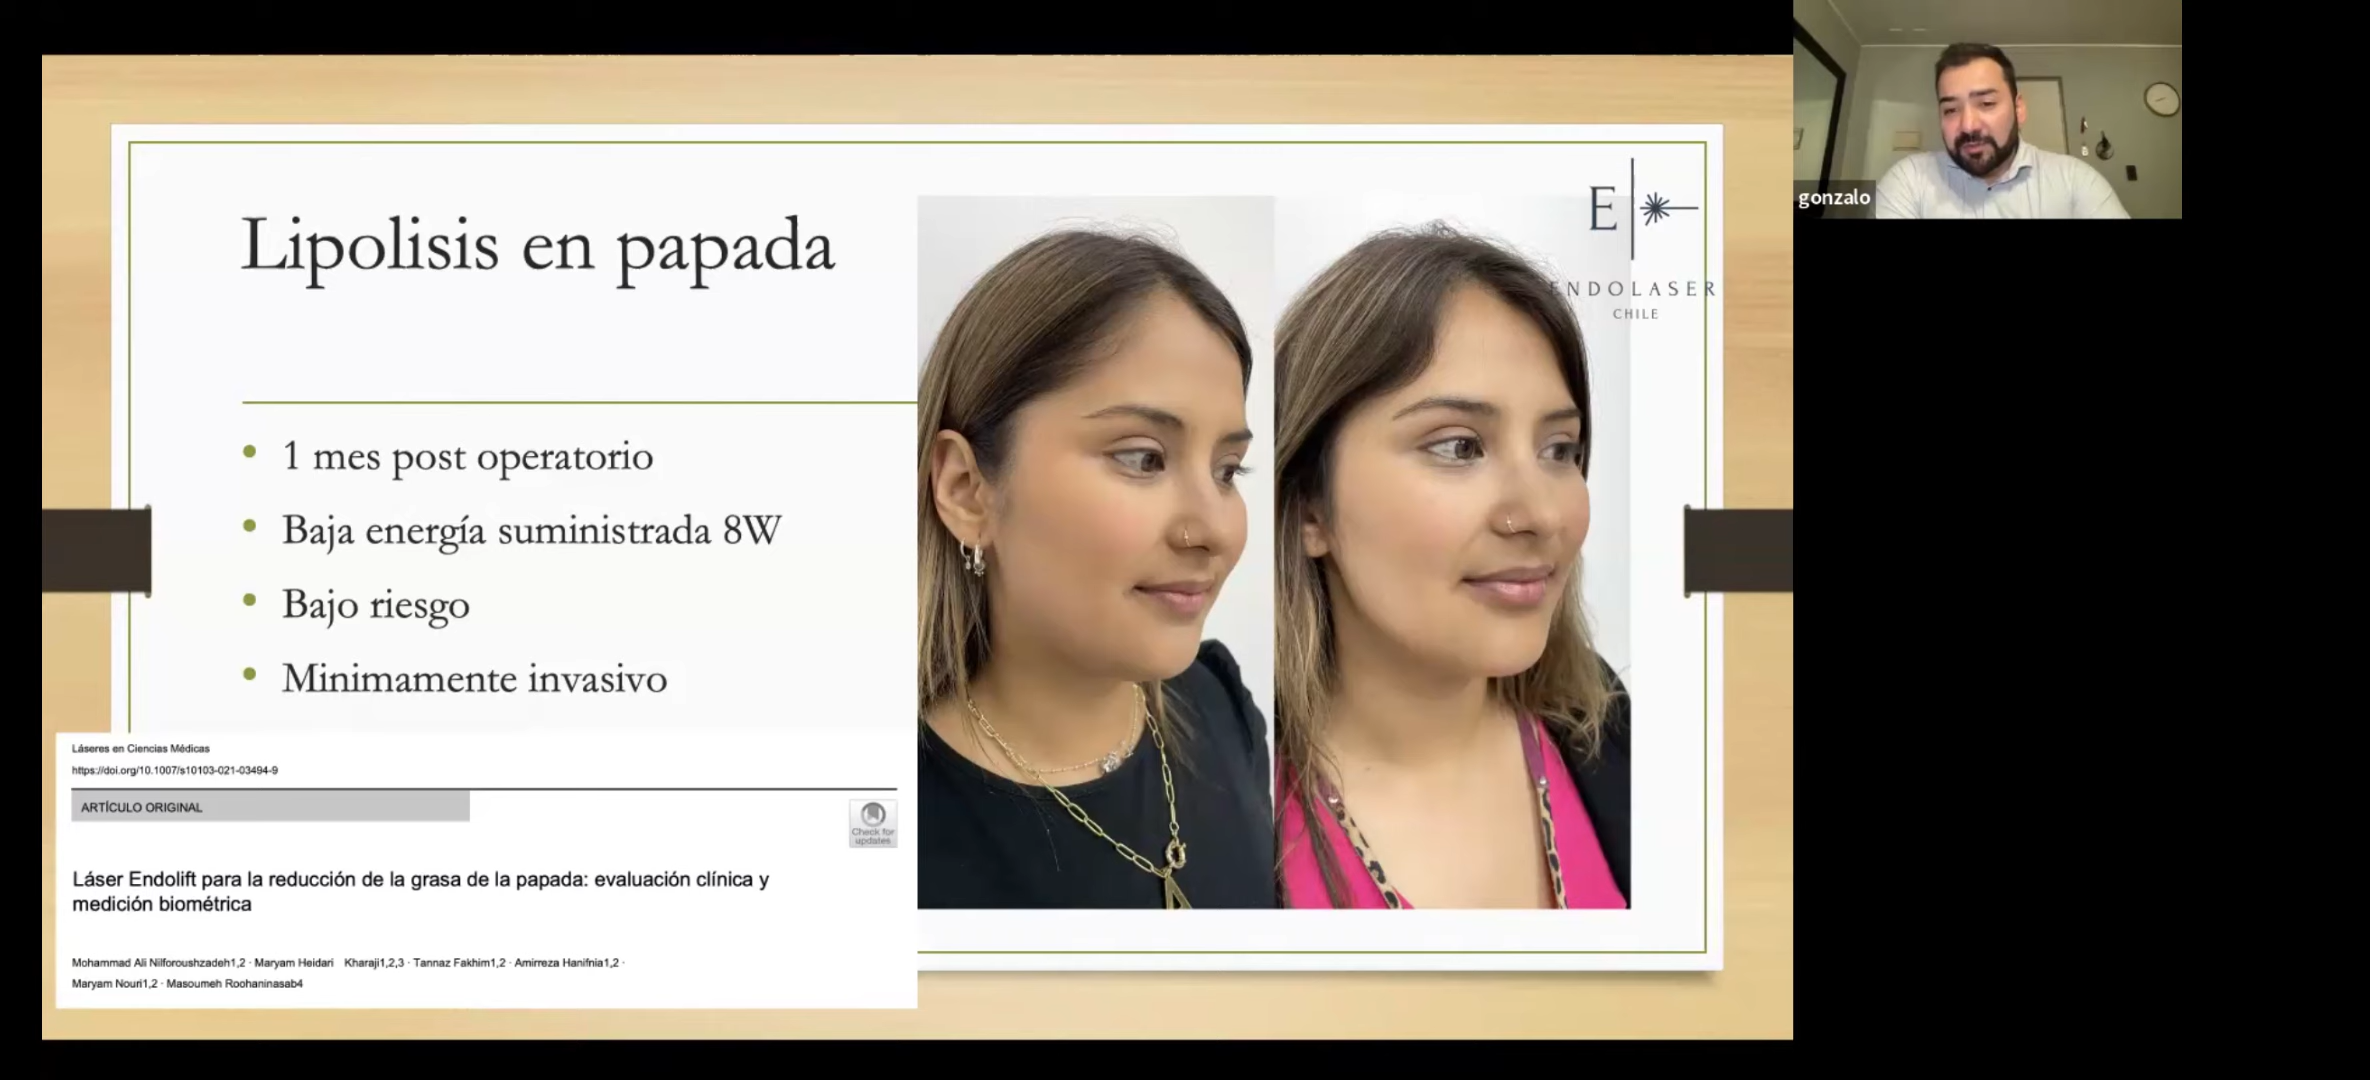 Lipolisis en papada
E
ENDOLASER
CHILE
gonzalo
• 1 mes post operatorio
• Baja energía suministrada 8W
• Bajo riesgo
• Minimamente invasivo
Láseres en Ciencias Médicas
https://doi.org/10.1007/s10103-021-03494-9
ARTÍCULO ORIGINAL
Check for
updates
Láser Endolift para la reducción de la grasa de la papada: evaluación clínica y
medición biométrica
Mohammad Ali Nilforoushzadeh1,2 · Maryam Heidari Kharaji1,2,3 · Tannaz Fakhim1,2 · Amirreza Hanifnia1,2 ·
Maryam Nouri1,2 · Masoumeh Roohaninasab4